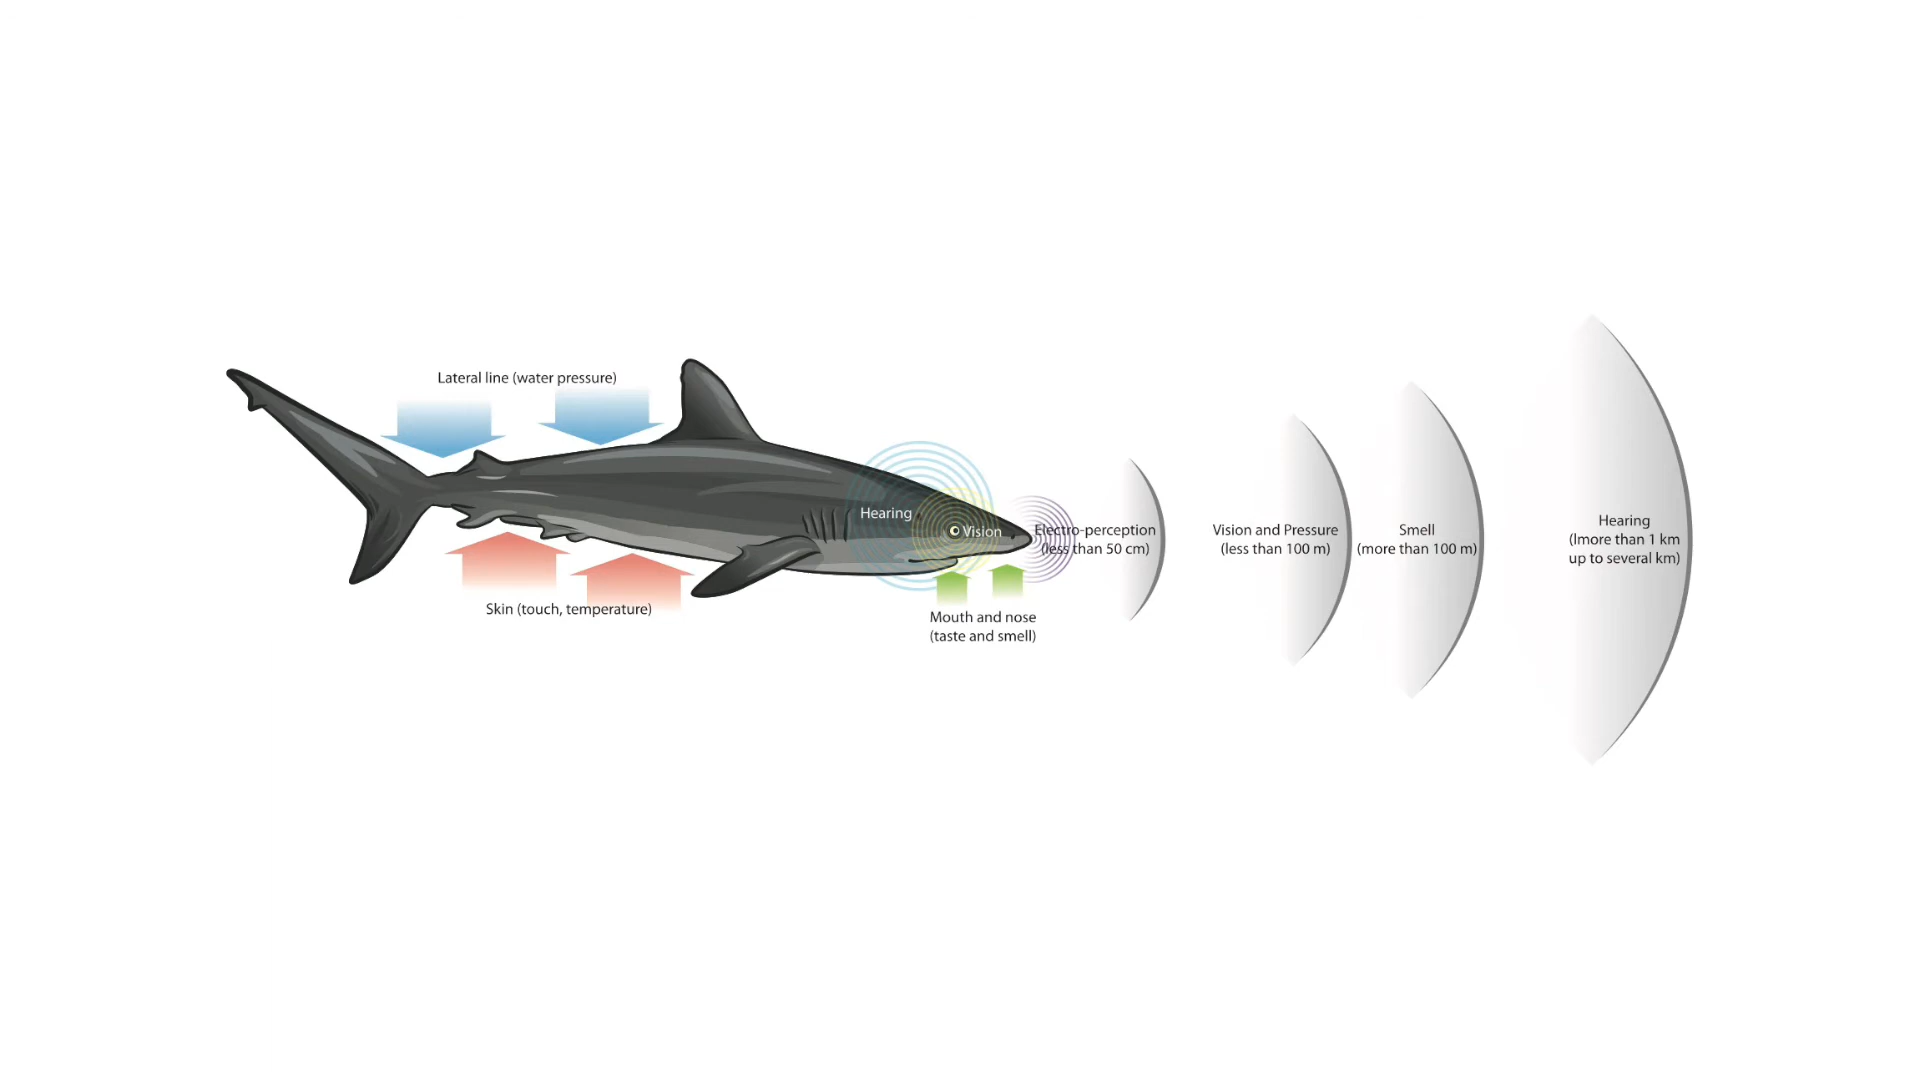 Lateral line (water pressure)
Hearing
Vision
Skin (touch, temperature)
Mouth and nose
(taste and smell)
Electro-perception
(less than 50 cm)
Vision and Pressure
(less than 100 m)
Smell
(more than 100 m)
Hearing
(lmore than 1 km
up to several km)